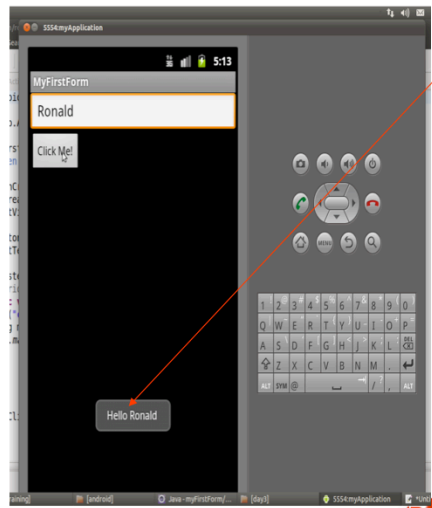 5554:myApplication
5:13
MyFirstForm
Ronald
Click Me!
MENU
1 2 3 4 5 6 7 8 9 0
Q W E R T Y U I O P
A S D F G H J K L DEL
Z X C V B N M .
ALT SYM @ / , ALT
Hello Ronald
[android]
Java - myFirstForm/...
[day3]
5554:myApplication